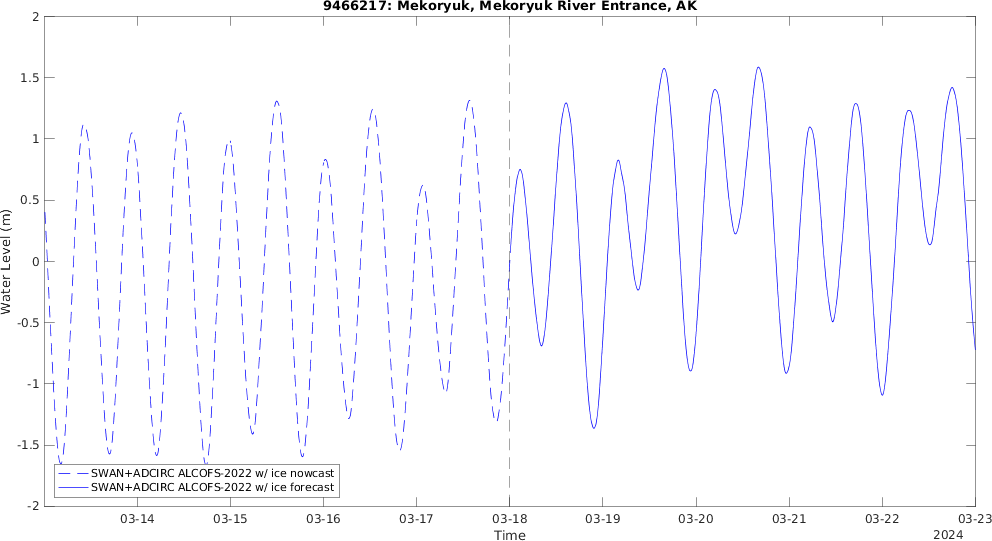 9466217: Mekoryuk, Mekoryuk River Entrance, AK
2
1.5
1
0.5
0
-0.5
-1
-1.5
-2
Water Level (m)
SWAN+ADCIRC ALCOFS-2022 w/ ice nowcast
SWAN+ADCIRC ALCOFS-2022 w/ ice forecast
03-14 03-15 03-16 03-17 03-18 03-19 03-20 03-21 03-22 03-23
Time
2024